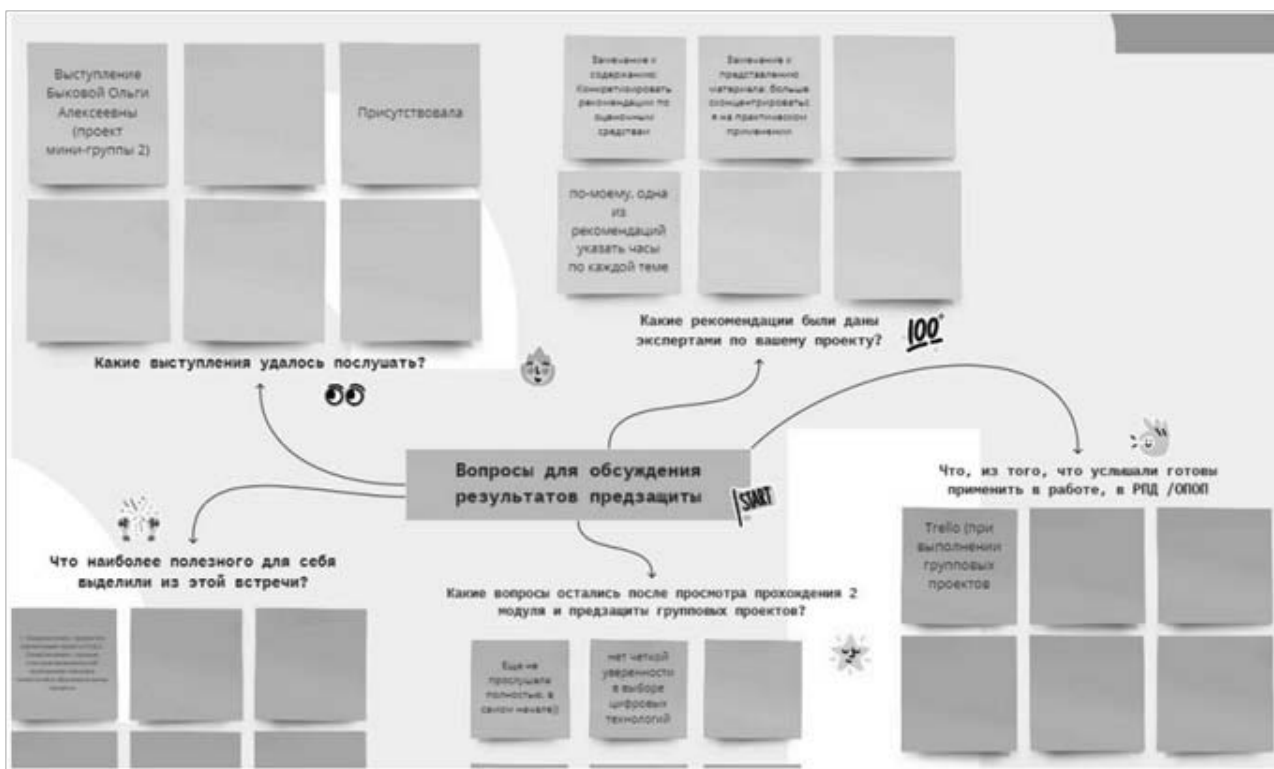 Выступление
Быковой Ольги
Алексеевны
(проект
мини-группы 2)
Присутствовала
Какие выступления удалось послушать?
Замечание к
содержанию:
Конкретизировать
рекомендации по
оценочным
средствам
Замечание к
представлению
материала: больше
сконцентрироватьс
я на практическом
применении
по-моему, одна
из
рекомендаций
указать часы
по каждой теме
Какие рекомендации были даны
экспертами по вашему проекту?
100
Вопросы для обсуждения
результатов предзащиты
START
Что, из того, что услышали готовы
применить в работе, в РПД /ОПОП
Trello (при
выполнении
групповых
проектов
Что наиболее полезного для себя
выделили из этой встречи?
Какие вопросы остались после просмотра прохождения 2
модуля и предзащиты групповых проектов?
Еще не
прослушала
полностью, в
самом начале))
нет четкой
уверенности
в выборе
цифровых
технологий